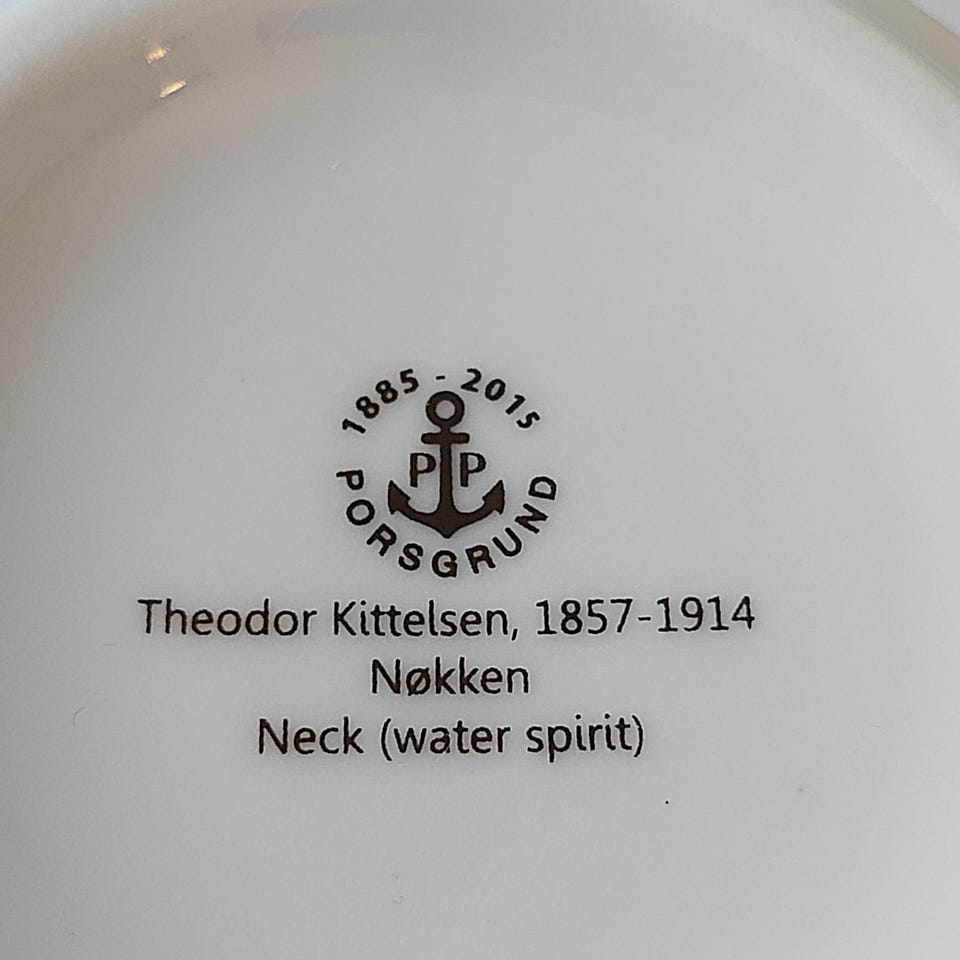 1885 - 2015
P P
PORSGRUND
Theodor Kittelsen, 1857-1914
Nøkken
Neck (water spirit)